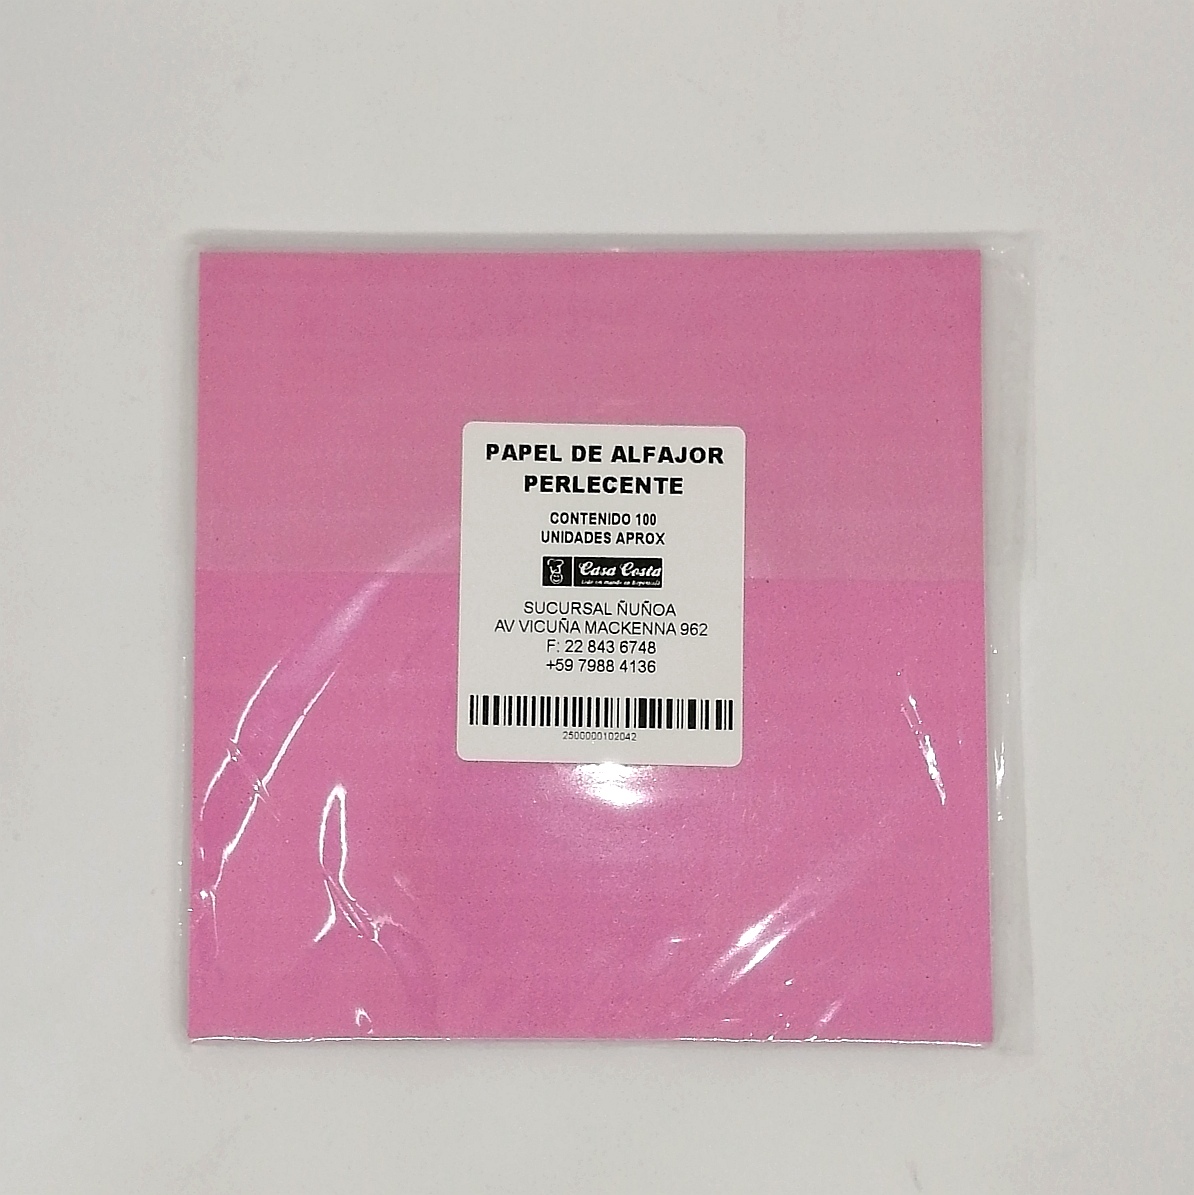 PAPEL DE ALFAJOR
PERLECENTE
CONTENIDO 100
UNIDADES APROX
Casa Costa
SUCURSAL ÑUÑOA
AV VICUÑA MACKENNA 962
F: 22 843 6748
+59 7988 4136
2500000102042